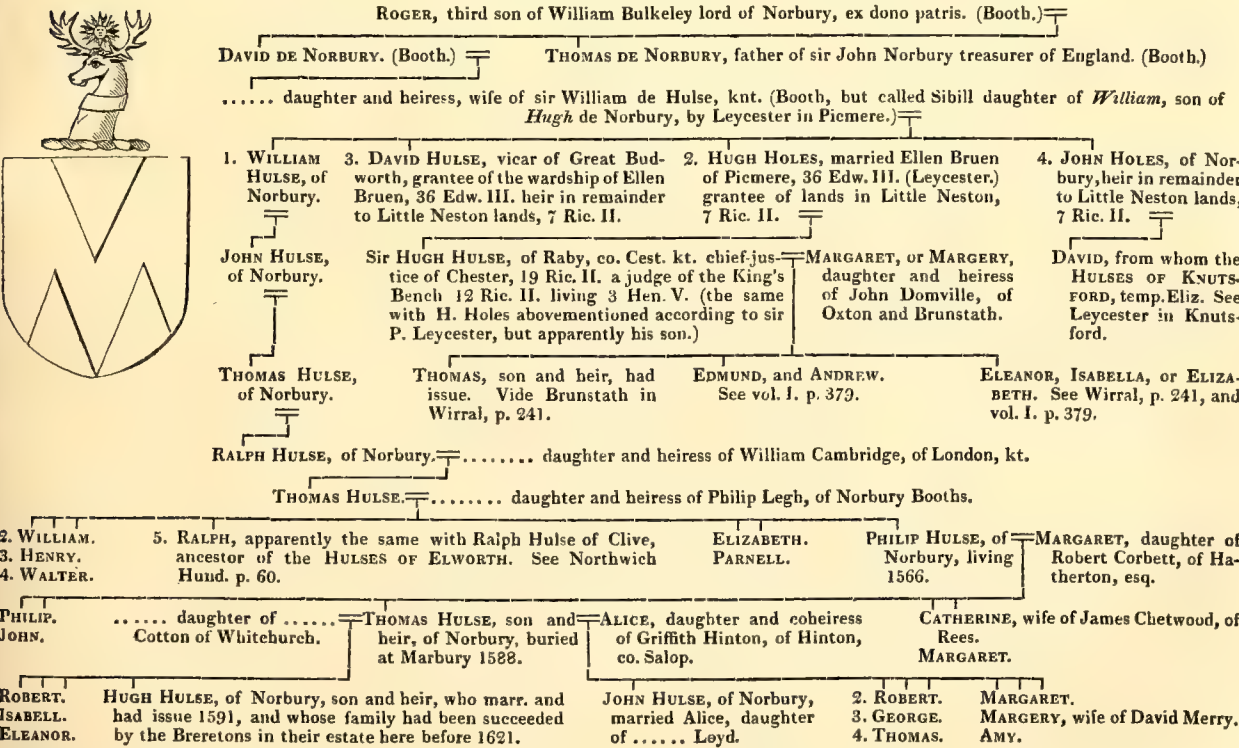 ROGER, third son of William Bulkeley lord of Norbury, ex dono patris. (Booth.)
DAVID DE NORBURY. (Booth.)
THOMAS DE NORBURY, father of sir John Norbury treasurer of England. (Booth.)
...... daughter and heiress, wife of sir William de Hulse, knt. (Booth, but called Sibill daughter of William, son of
Hugh de Norbury, by Leycester in Picmere.)
1. WILLIAM
HULSE, of
Norbury.
3. DAVID HULSE, vicar of Great Bud-
worth, grantee of the wardship of Ellen
Bruen, 36 Edw. III. heir in remainder
to Little Neston lands, 7 Ric. II.
2. HUGH HOLES, married Ellen Bruen
of Picmere, 36 Edw. III. (Leycester.)
grantee of lands in Little Neston,
7 Ric. II.
4. JOHN HOLES, of Nor-
bury, heir in remainder
to Little Neston lands,
7 Ric. II.
JOHN HULSE,
of Norbury.
Sir HUGH HULSE, of Raby, co. Cest. kt. chief-jus-
tice of Chester, 19 Ric. II. a judge of the King's
Bench 12 Ric. II. living 3 Hen. V. (the same
with H. Holes abovementioned according to sir
P. Leycester, but apparently his son.)
MARGARET, or MARGERY,
daughter and heiress
of John Domville, of
Oxton and Brunstath.
DAVID, from whom the
HULSES OF KNUTS-
FORD, temp. Eliz. See
Leycester in Knuts-
ford.
THOMAS HULSE,
of Norbury.
THOMAS, son and heir, had
issue. Vide Brunstath in
Wirral, p. 241.
EDMUND, and ANDREW.
See vol. I. p. 379.
ELEANOR, ISABELLA, or ELIZA-
BETH. See Wirral, p. 241, and
vol. I. p. 379.
RALPH HULSE, of Norbury. ........ daughter and heiress of William Cambridge, of London, kt.
THOMAS HULSE. ........ daughter and heiress of Philip Legh, of Norbury Booths.
2. WILLIAM.
3. HENRY.
4. WALTER.
5. RALPH, apparently the same with Ralph Hulse of Clive,
ancestor of the HULSES OF ELWORTH. See Northwich
Hund. p. 60.
ELIZABETH.
PARNELL.
PHILIP HULSE, of
Norbury, living
1566.
MARGARET, daughter of
Robert Corbett, of Ha-
therton, esq.
PHILIP.
JOHN.
...... daughter of ......
Cotton of Whitchurch.
THOMAS HULSE, son and
heir, of Norbury, buried
at Marbury 1588.
ALICE, daughter and coheiress
of Griffith Hinton, of Hinton,
co. Salop.
CATHERINE, wife of James Chetwood, of
Rees.
MARGARET.
ROBERT.
ISABELL.
ELEANOR.
HUGH HULSE, of Norbury, son and heir, who marr. and
had issue 1591, and whose family had been succeeded
by the Breretons in their estate here before 1621.
JOHN HULSE, of Norbury,
married Alice, daughter
of ...... Loyd.
2. ROBERT.
3. GEORGE.
4. THOMAS.
MARGARET.
MARGERY, wife of David Merry.
AMY.